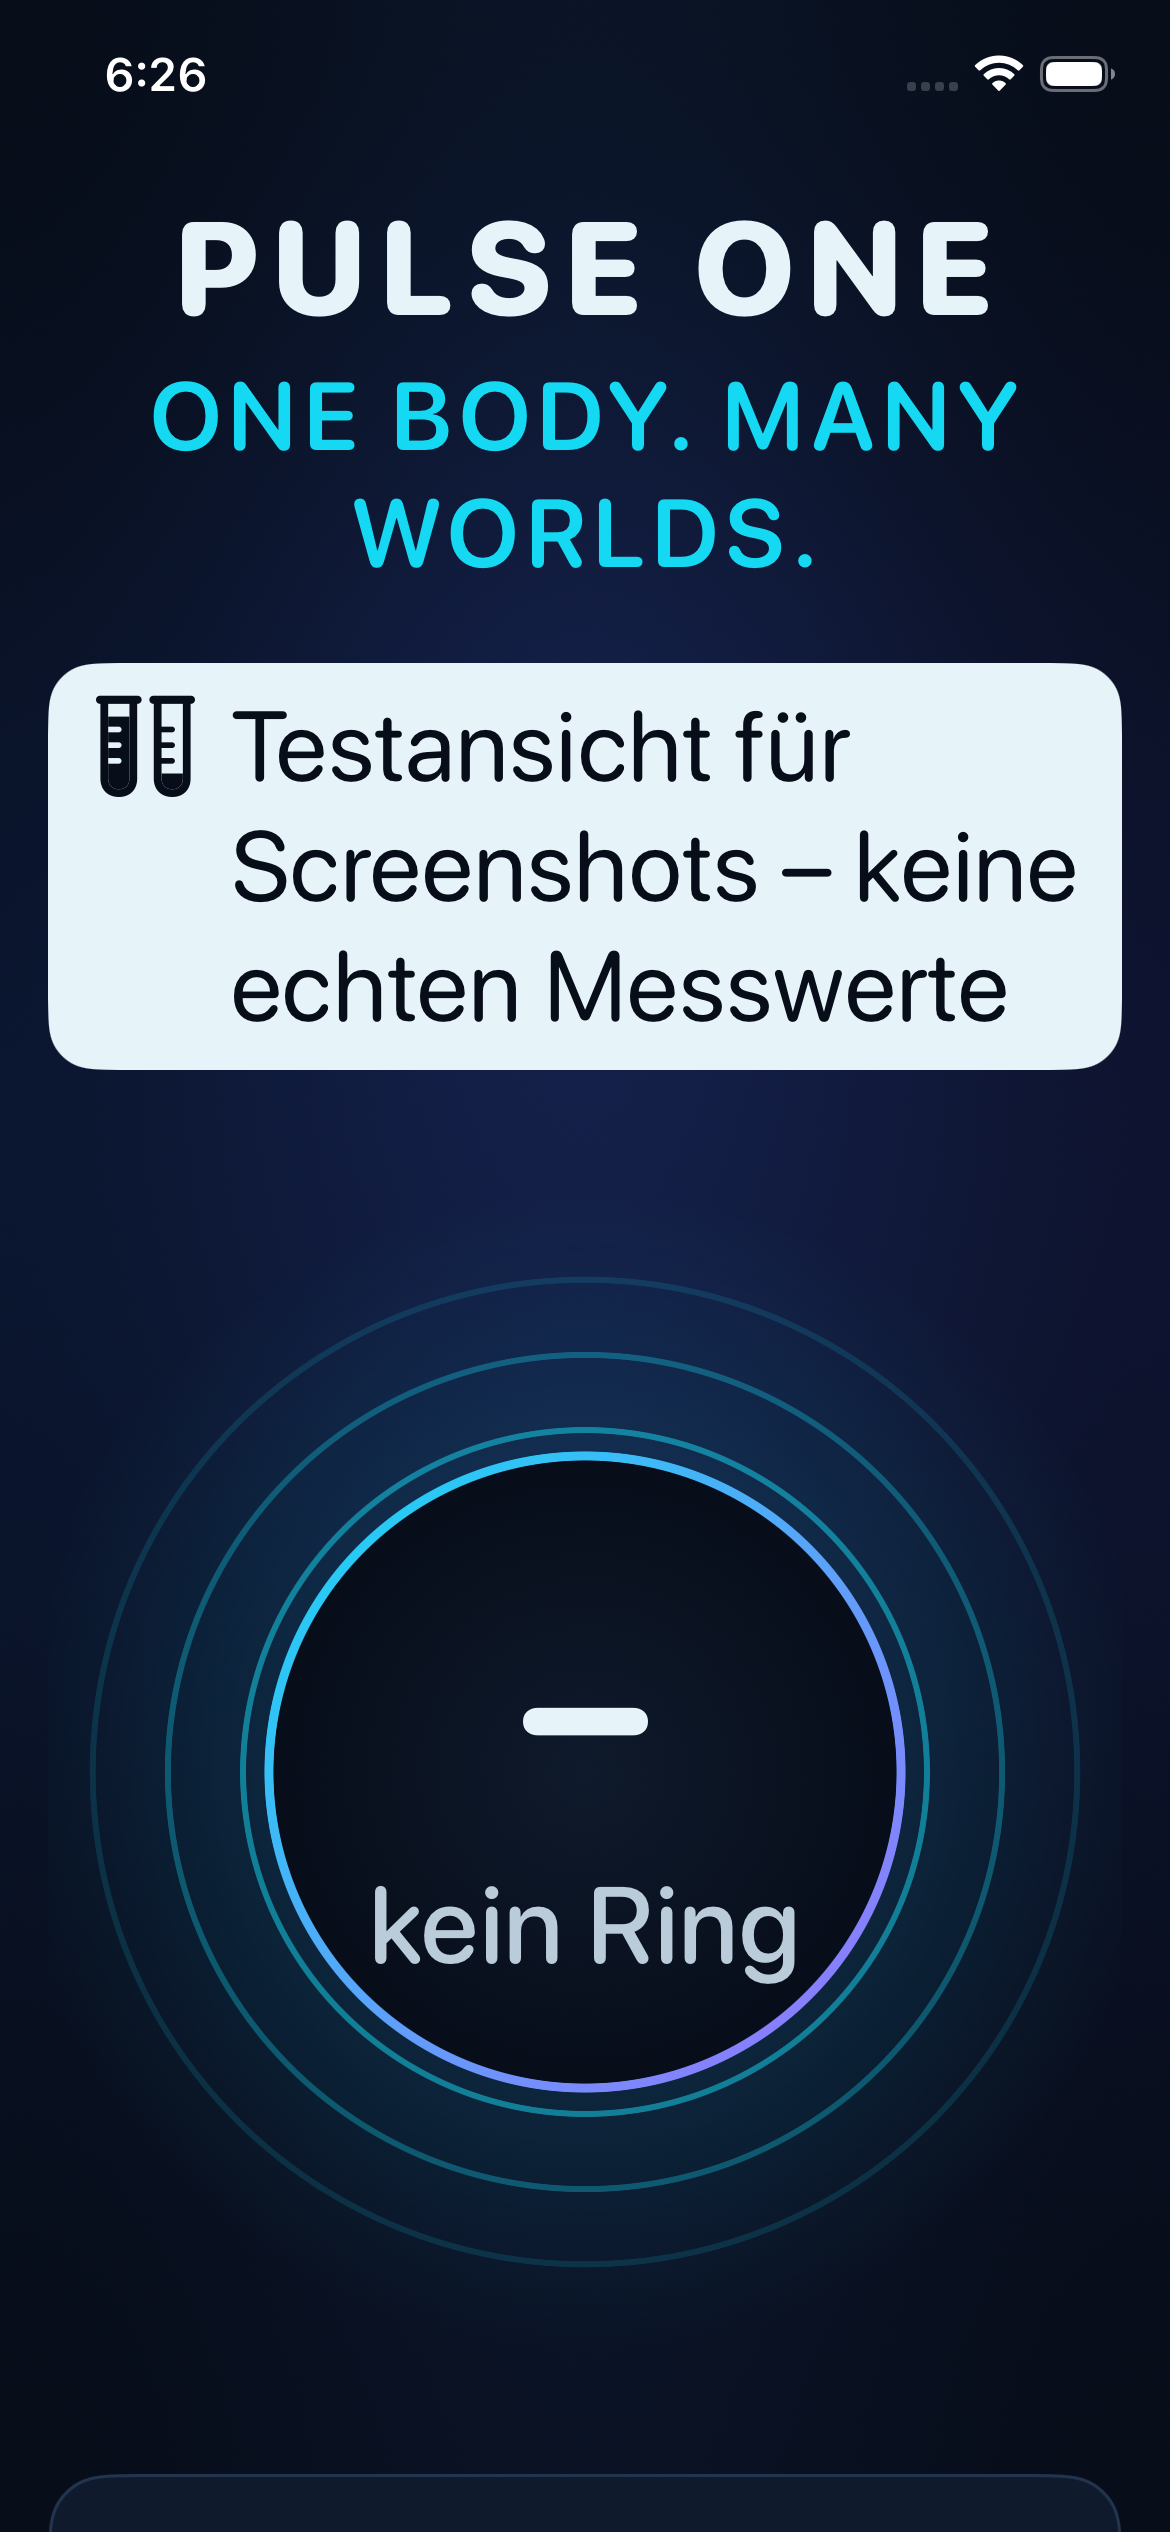 6:26
PULSE ONE
ONE BODY. MANY
WORLDS.
Testansicht für
Screenshots – keine
echten Messwerte
–
kein Ring